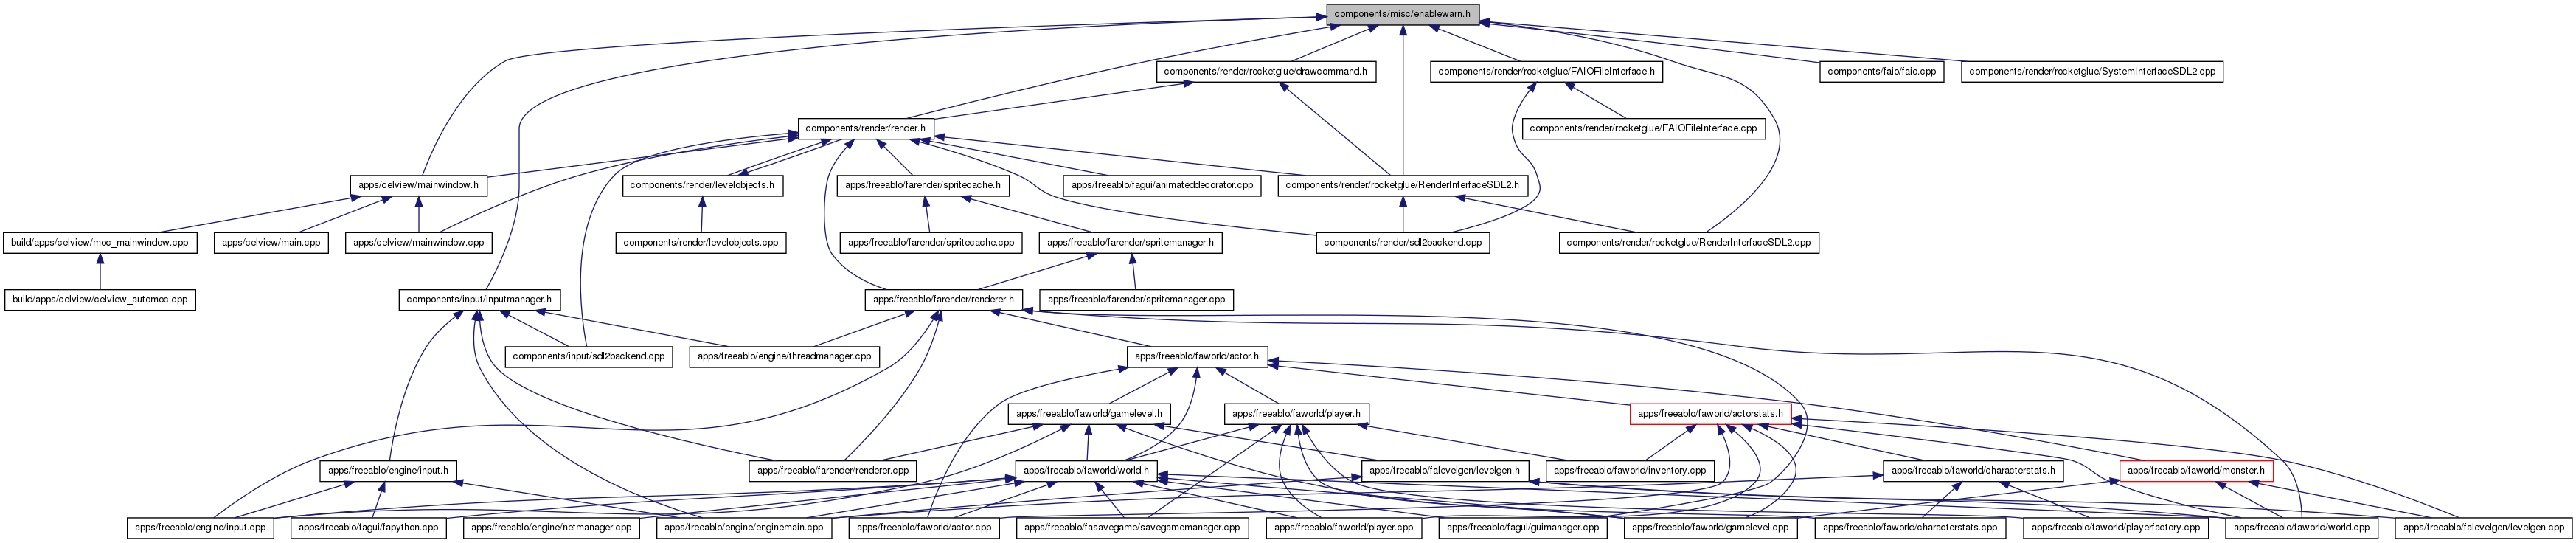 components/misc/enablewarn.h
components/render/rocketglue/drawcommand.h
components/render/rocketglue/FAIOFileInterface.h
components/faio/faio.cpp
components/render/rocketglue/SystemInterfaceSDL2.cpp
components/render/render.h
components/render/rocketglue/FAIOFileInterface.cpp
apps/celview/mainwindow.h
components/render/levelobjects.h
apps/freeablo/farender/spritecache.h
apps/freeablo/fagui/animateddecorator.cpp
components/render/rocketglue/RenderInterfaceSDL2.h
build/apps/celview/moc_mainwindow.cpp
apps/celview/main.cpp
apps/celview/mainwindow.cpp
components/render/levelobjects.cpp
apps/freeablo/farender/spritecache.cpp
apps/freeablo/farender/spritemanager.h
components/render/sdl2backend.cpp
components/render/rocketglue/RenderInterfaceSDL2.cpp
build/apps/celview/celview_automoc.cpp
components/input/inputmanager.h
apps/freeablo/farender/renderer.h
apps/freeablo/farender/spritemanager.cpp
components/input/sdl2backend.cpp
apps/freeablo/engine/threadmanager.cpp
apps/freeablo/faworld/actor.h
apps/freeablo/faworld/gamelevel.h
apps/freeablo/faworld/player.h
apps/freeablo/faworld/actorstats.h
apps/freeablo/engine/input.h
apps/freeablo/farender/renderer.cpp
apps/freeablo/faworld/world.h
apps/freeablo/falevelgen/levelgen.h
apps/freeablo/faworld/inventory.cpp
apps/freeablo/faworld/characterstats.h
apps/freeablo/faworld/monster.h
apps/freeablo/engine/input.cpp
apps/freeablo/fagui/fapython.cpp
apps/freeablo/engine/netmanager.cpp
apps/freeablo/engine/enginemain.cpp
apps/freeablo/faworld/actor.cpp
apps/freeablo/fasavegame/savegamemanager.cpp
apps/freeablo/faworld/player.cpp
apps/freeablo/fagui/guimanager.cpp
apps/freeablo/faworld/gamelevel.cpp
apps/freeablo/faworld/characterstats.cpp
apps/freeablo/faworld/playerfactory.cpp
apps/freeablo/faworld/world.cpp
apps/freeablo/falevelgen/levelgen.cpp